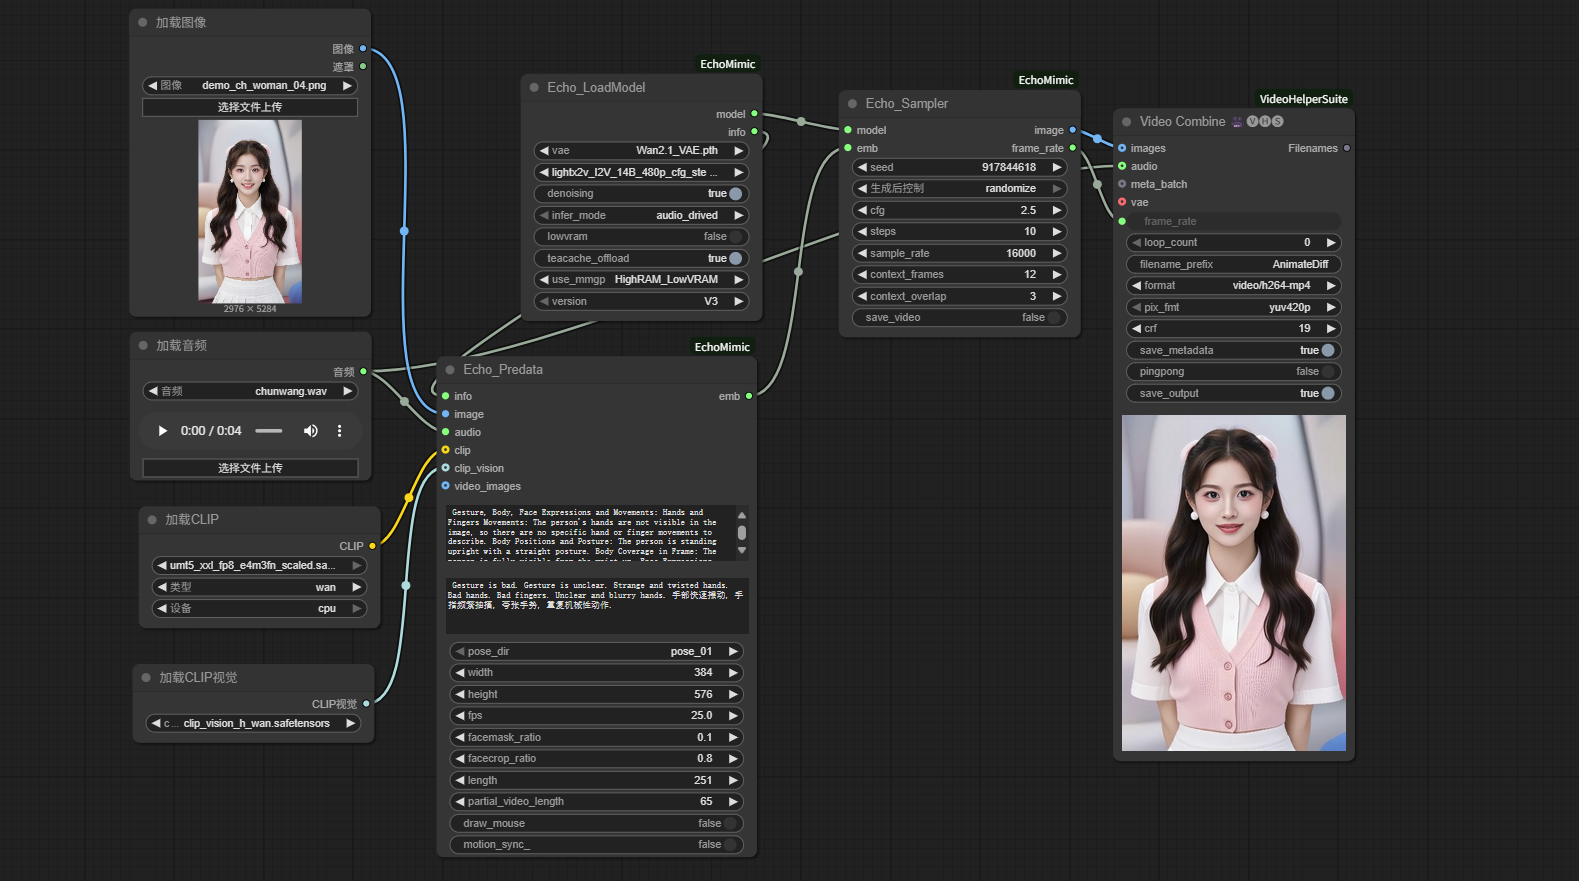 加载图像
图像
遮罩
图像 demo_ch_woman_04.png
选择文件上传
2976 × 5284
加载音频
音频
音频 chunwang.wav
0:00 / 0:04
选择文件上传
加载CLIP
CLIP
umt5_xxl_fp8_e4m3fn_scaled.sa...
类型 wan
设备 cpu
加载CLIP视觉
CLIP视觉
c... clip_vision_h_wan.safetensors
EchoMimic
Echo_LoadModel
model
info
vae Wan2.1_VAE.pth
lightx2v_I2V_14B_480p_cfg_ste ...
denoising true
infer_mode audio_drived
lowvram false
teacache_offload true
use_mmgp HighRAM_LowVRAM
version V3
EchoMimic
Echo_Predata
info emb
image
audio
clip
clip_vision
video_images
Gesture, Body, Face Expressions and Movements: Hands and
Fingers Movements: The person's hands are not visible in the
image, so there are no specific hand or finger movements to
describe. Body Positions and Posture: The person is standing
upright with a straight posture. Body Coverage in Frame: The
Gesture is bad. Gesture is unclear. Strange and twisted hands.
Bad hands. Bad fingers. Unclear and blurry hands. 手部快速摆动, 手
指频繁抽搐, 夸张手势, 重复机械性动作.
pose_dir pose_01
width 384
height 576
fps 25.0
facemask_ratio 0.1
facecrop_ratio 0.8
length 251
partial_video_length 65
draw_mouse false
motion_sync_ false
EchoMimic
Echo_Sampler
model image
emb frame_rate
seed 917844618
生成后控制 randomize
cfg 2.5
steps 10
sample_rate 16000
context_frames 12
context_overlap 3
save_video false
VideoHelperSuite
Video Combine VHS
images Filenames
audio
meta_batch
vae
frame_rate
loop_count 0
filename_prefix AnimateDiff
format video/h264-mp4
pix_fmt yuv420p
crf 19
save_metadata true
pingpong false
save_output true